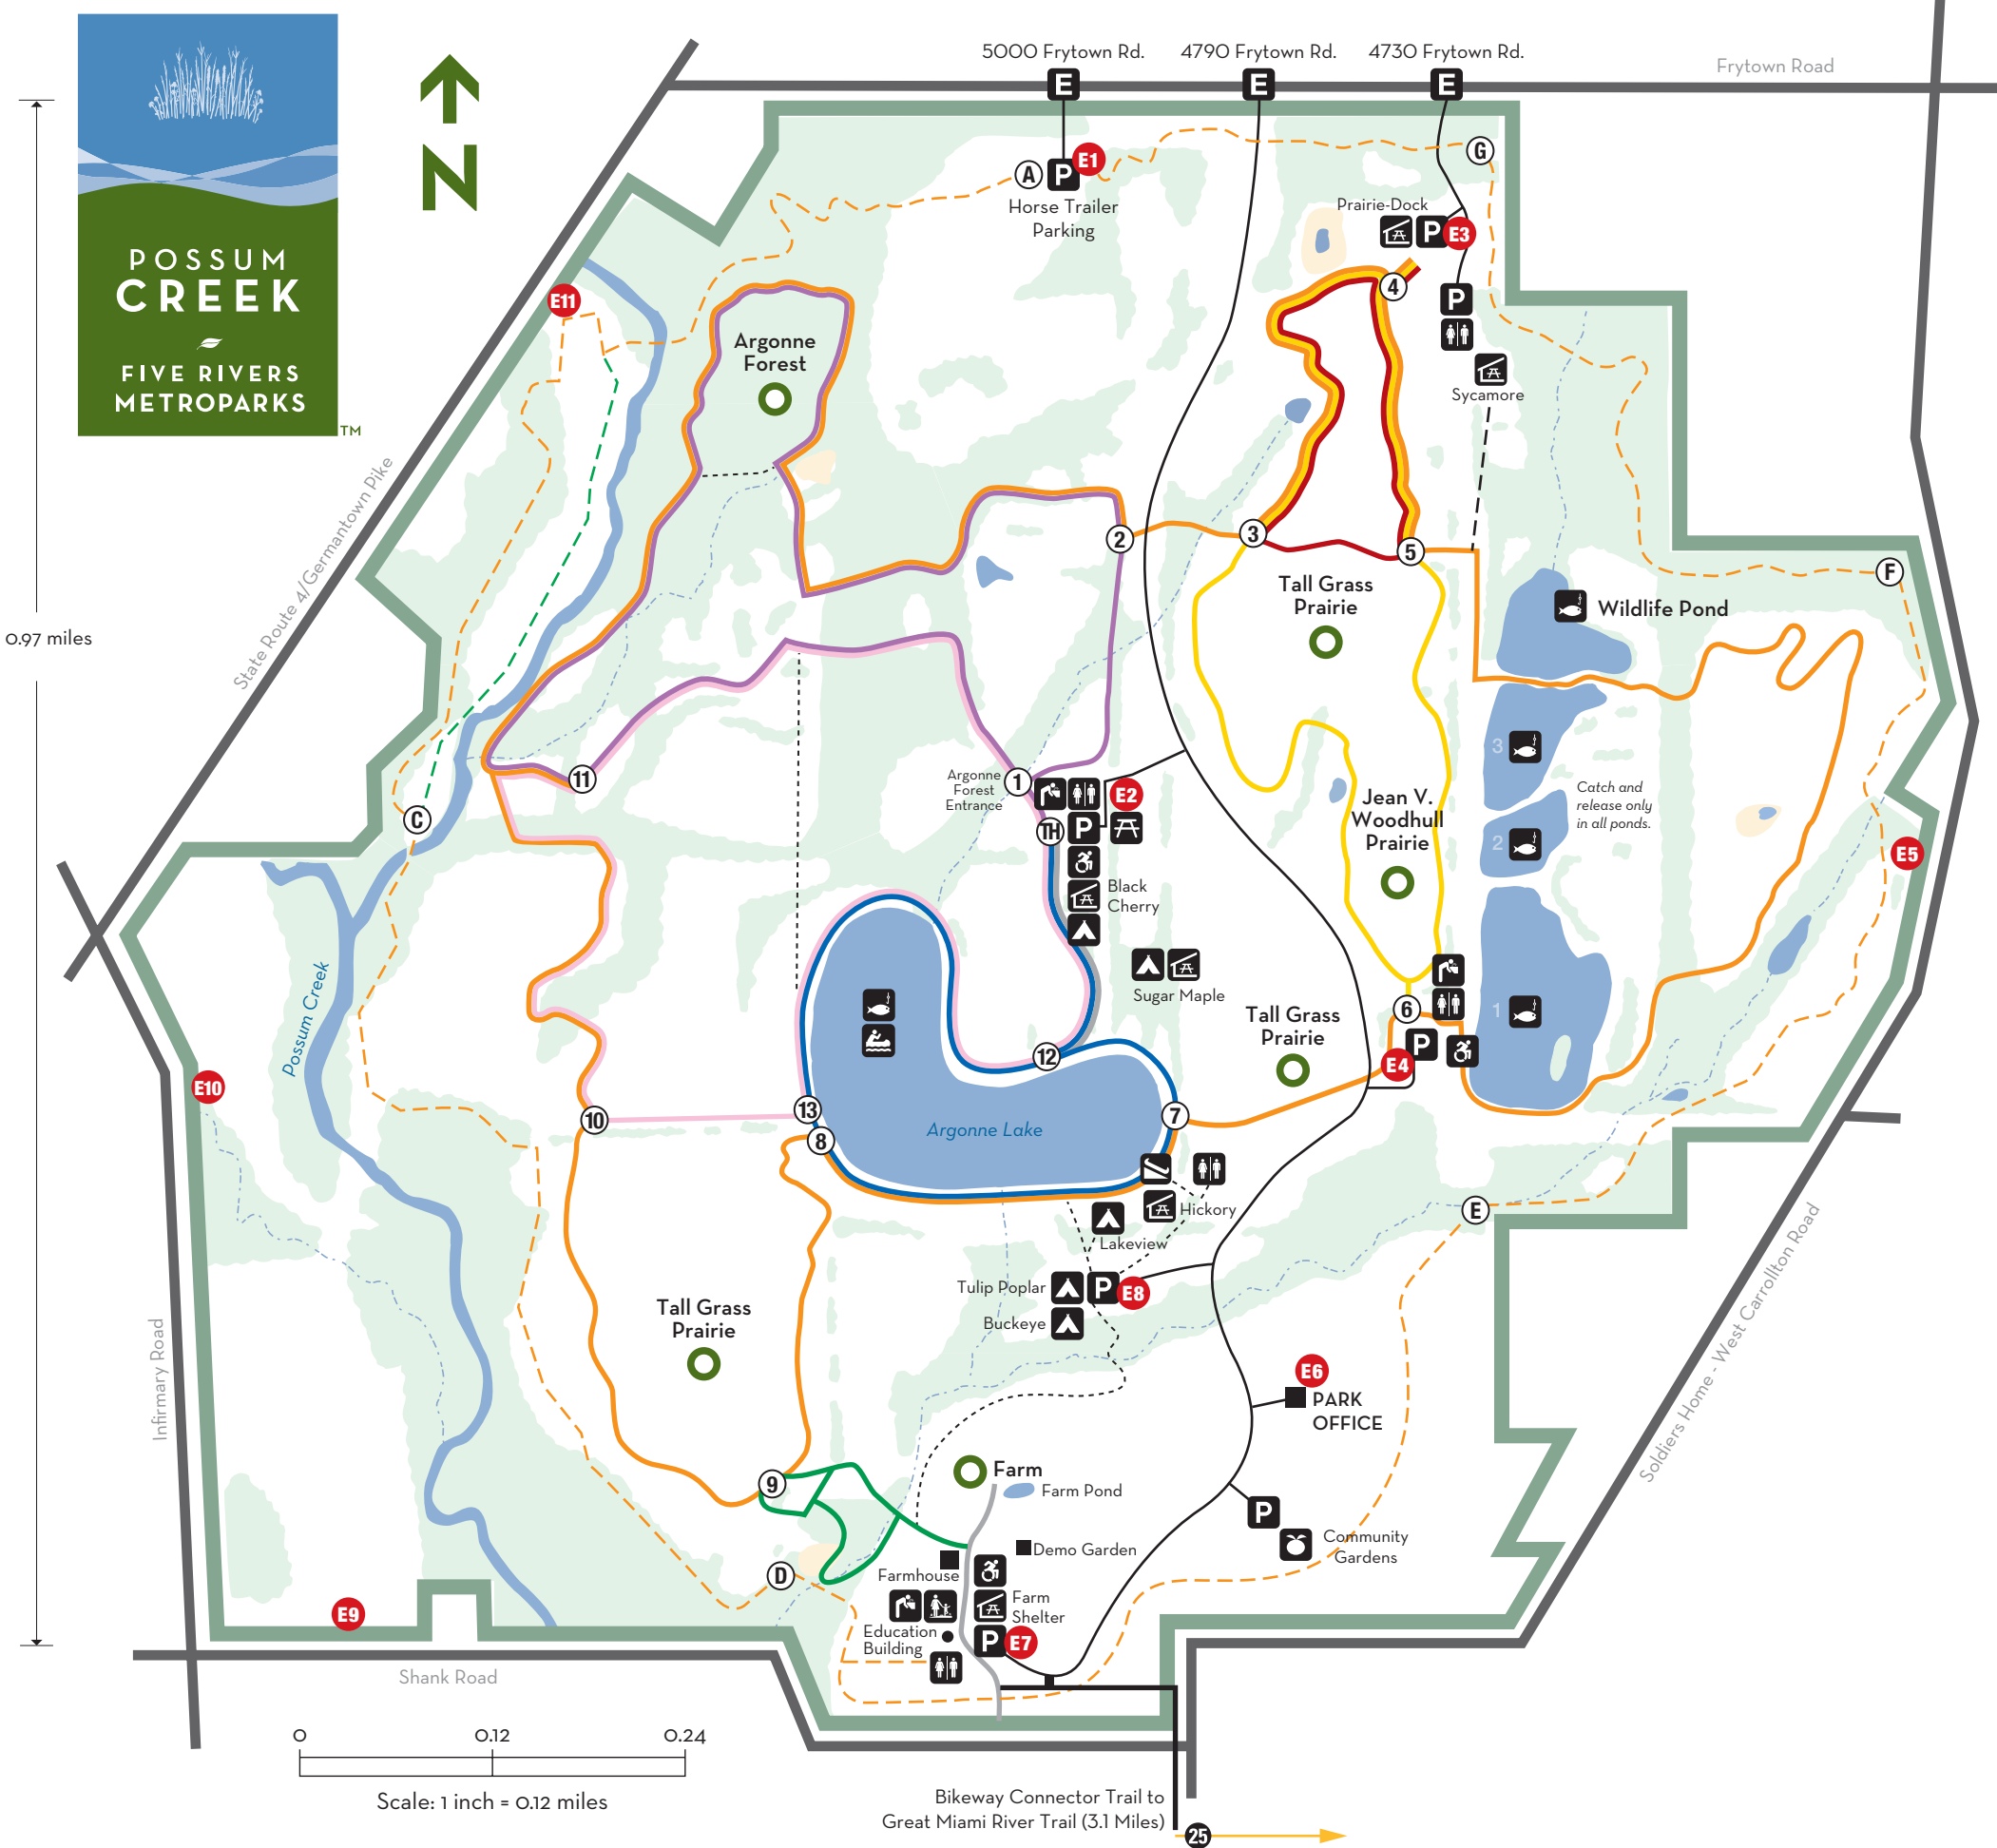 POSSUM
CREEK
FIVE RIVERS
METROPARKS
TM
N
5000 Frytown Rd.
4790 Frytown Rd.
4730 Frytown Rd.
E
E
E
Frytown Road
A
P
E1
Horse Trailer
Parking
G
Prairie-Dock
P
E3
4
P
Sycamore
E11
Argonne
Forest
State Route 4/Germantown Pike
0.97 miles
2
3
5
Tall Grass
Prairie
F
Wildlife Pond
3
2
1
Catch and
release only
in all ponds.
E5
11
1
Argonne
Forest
Entrance
E2
TH
P
Black
Cherry
Jean V.
Woodhull
Prairie
C
Sugar Maple
Possum Creek
Tall Grass
Prairie
6
P
E4
E10
12
13
10
8
7
Argonne Lake
Hickory
E
Lakeview
Tulip Poplar
P
E8
Buckeye
Tall Grass
Prairie
Infirmary Road
Soldiers Home - West Carrollton Road
E6
PARK
OFFICE
9
Farm
Farm Pond
P
Community
Gardens
Demo Garden
Farmhouse
D
Farm
Shelter
Education
Building
P
E7
E9
Shank Road
0
0.12
0.24
Scale: 1 inch = 0.12 miles
Bikeway Connector Trail to
Great Miami River Trail (3.1 Miles)
25